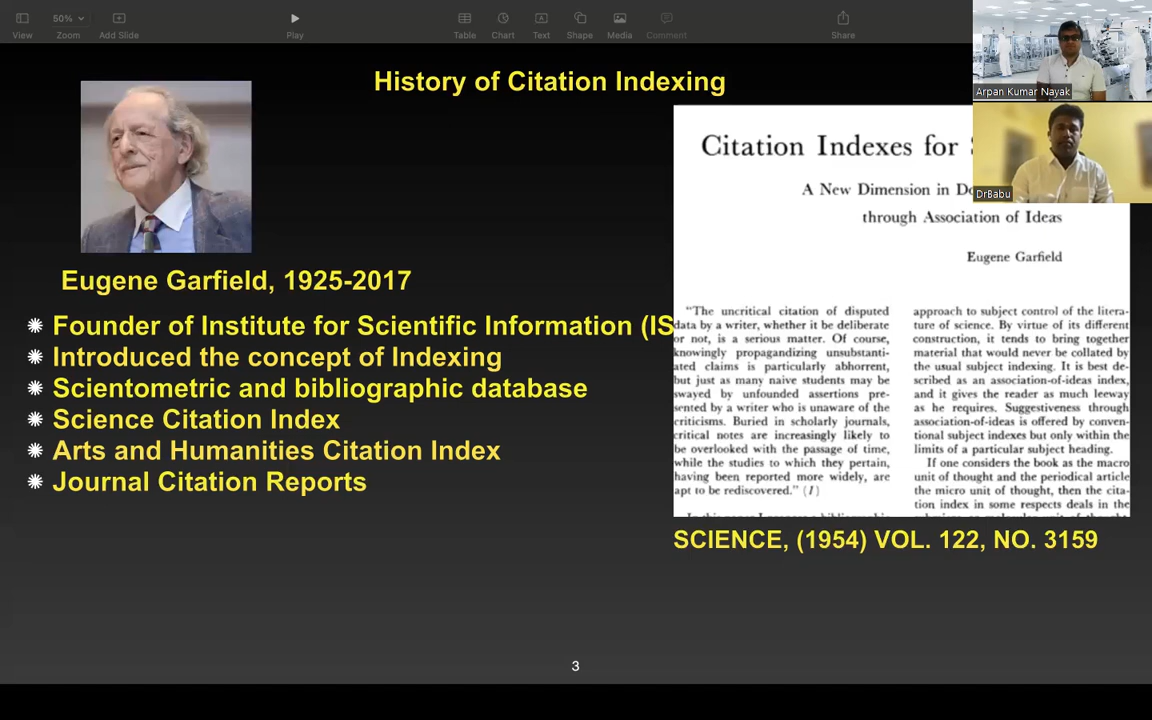 50%
View
Zoom
Add Slide
Play
Table
Chart
Text
Shape
Media
Comment
Share
Arpan Kumar Nayak
DrBabu
History of Citation Indexing
Eugene Garfield, 1925-2017
Founder of Institute for Scientific Information (IS
Introduced the concept of Indexing
Scientometric and bibliographic database
Science Citation Index
Arts and Humanities Citation Index
Journal Citation Reports
Citation Indexes for
A New Dimension in
through Association of Ideas
Eugene Garfield
"The uncritical citation of disputed
data by a writer, whether it be deliberate
or not, is a serious matter. Of course,
knowingly propagandizing unsubstanti-
ated claims is particularly abhorrent,
but just as many naive students may be
swayed by unfounded assertions pre-
sented by a writer who is unaware of the
criticisms. Buried in scholarly journals,
critical notes are increasingly likely to
be overlooked with the passage of time,
while the studies to which they pertain,
having been reported more widely, are
apt to be rediscovered." (1)
approach to subject control of the litera-
ture of science. By virtue of its different
construction, it tends to bring together
material that would never be collated by
the usual subject indexing. It is best de-
scribed as an association-of-ideas index,
and it gives the reader as much leeway
as he requires. Suggestiveness through
association-of-ideas is offered by conven-
tional subject indexes but only within the
limits of a particular subject heading.
If one considers the book as the macro
unit of thought and the periodical article
the micro unit of thought, then the cita-
tion index in some respects deals in the
SCIENCE, (1954) VOL. 122, NO. 3159
3